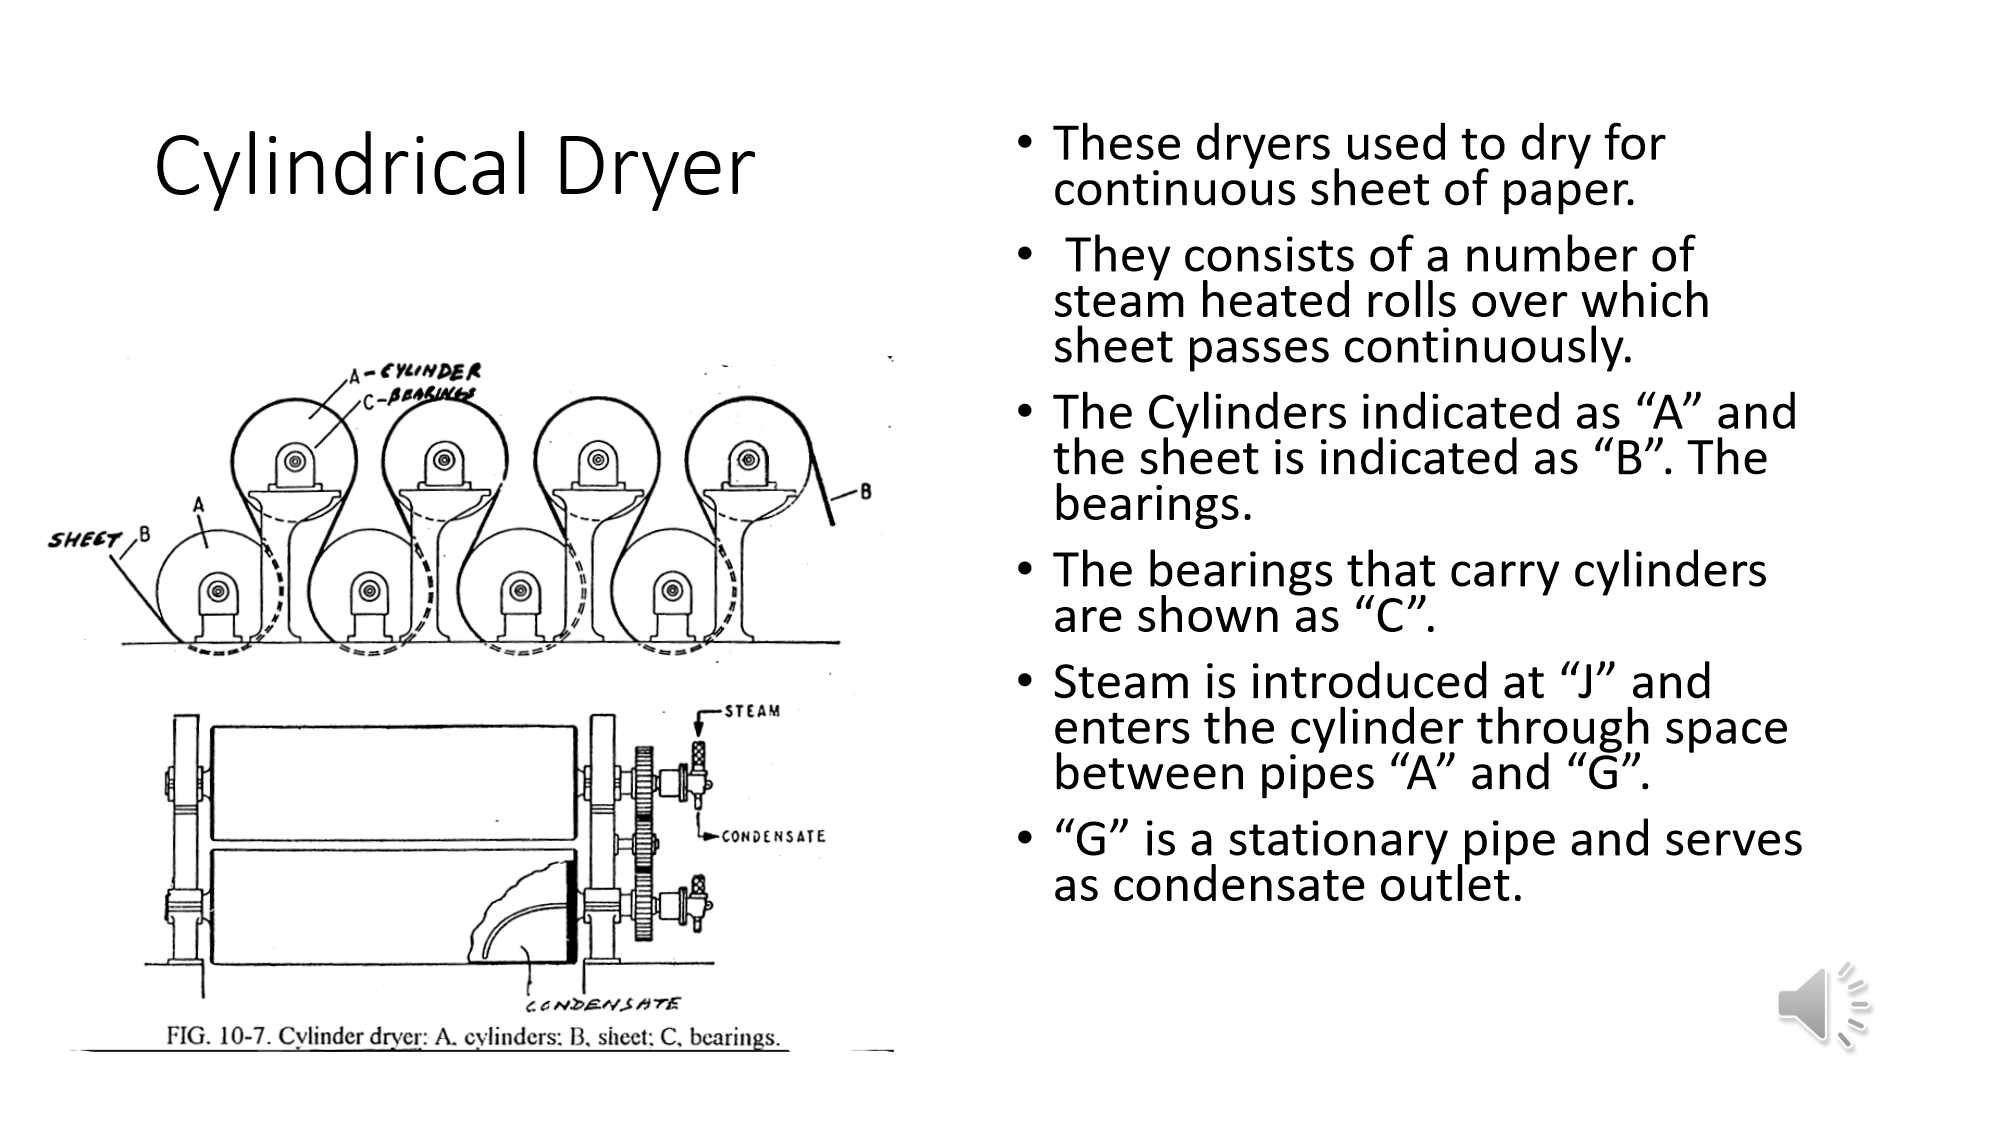 Cylindrical Dryer
A-CYLINDER
C-BEARINGS
A
B
SHEET B
STEAM
CONDENSATE
CONDENSATE
FIG. 10-7. Cylinder dryer: A, cylinders; B, sheet; C, bearings.
• These dryers used to dry for
continuous sheet of paper.
• They consists of a number of
steam heated rolls over which
sheet passes continuously.
• The Cylinders indicated as “A” and
the sheet is indicated as “B”. The
bearings.
• The bearings that carry cylinders
are shown as “C”.
• Steam is introduced at “J” and
enters the cylinder through space
between pipes “A” and “G”.
• “G” is a stationary pipe and serves
as condensate outlet.